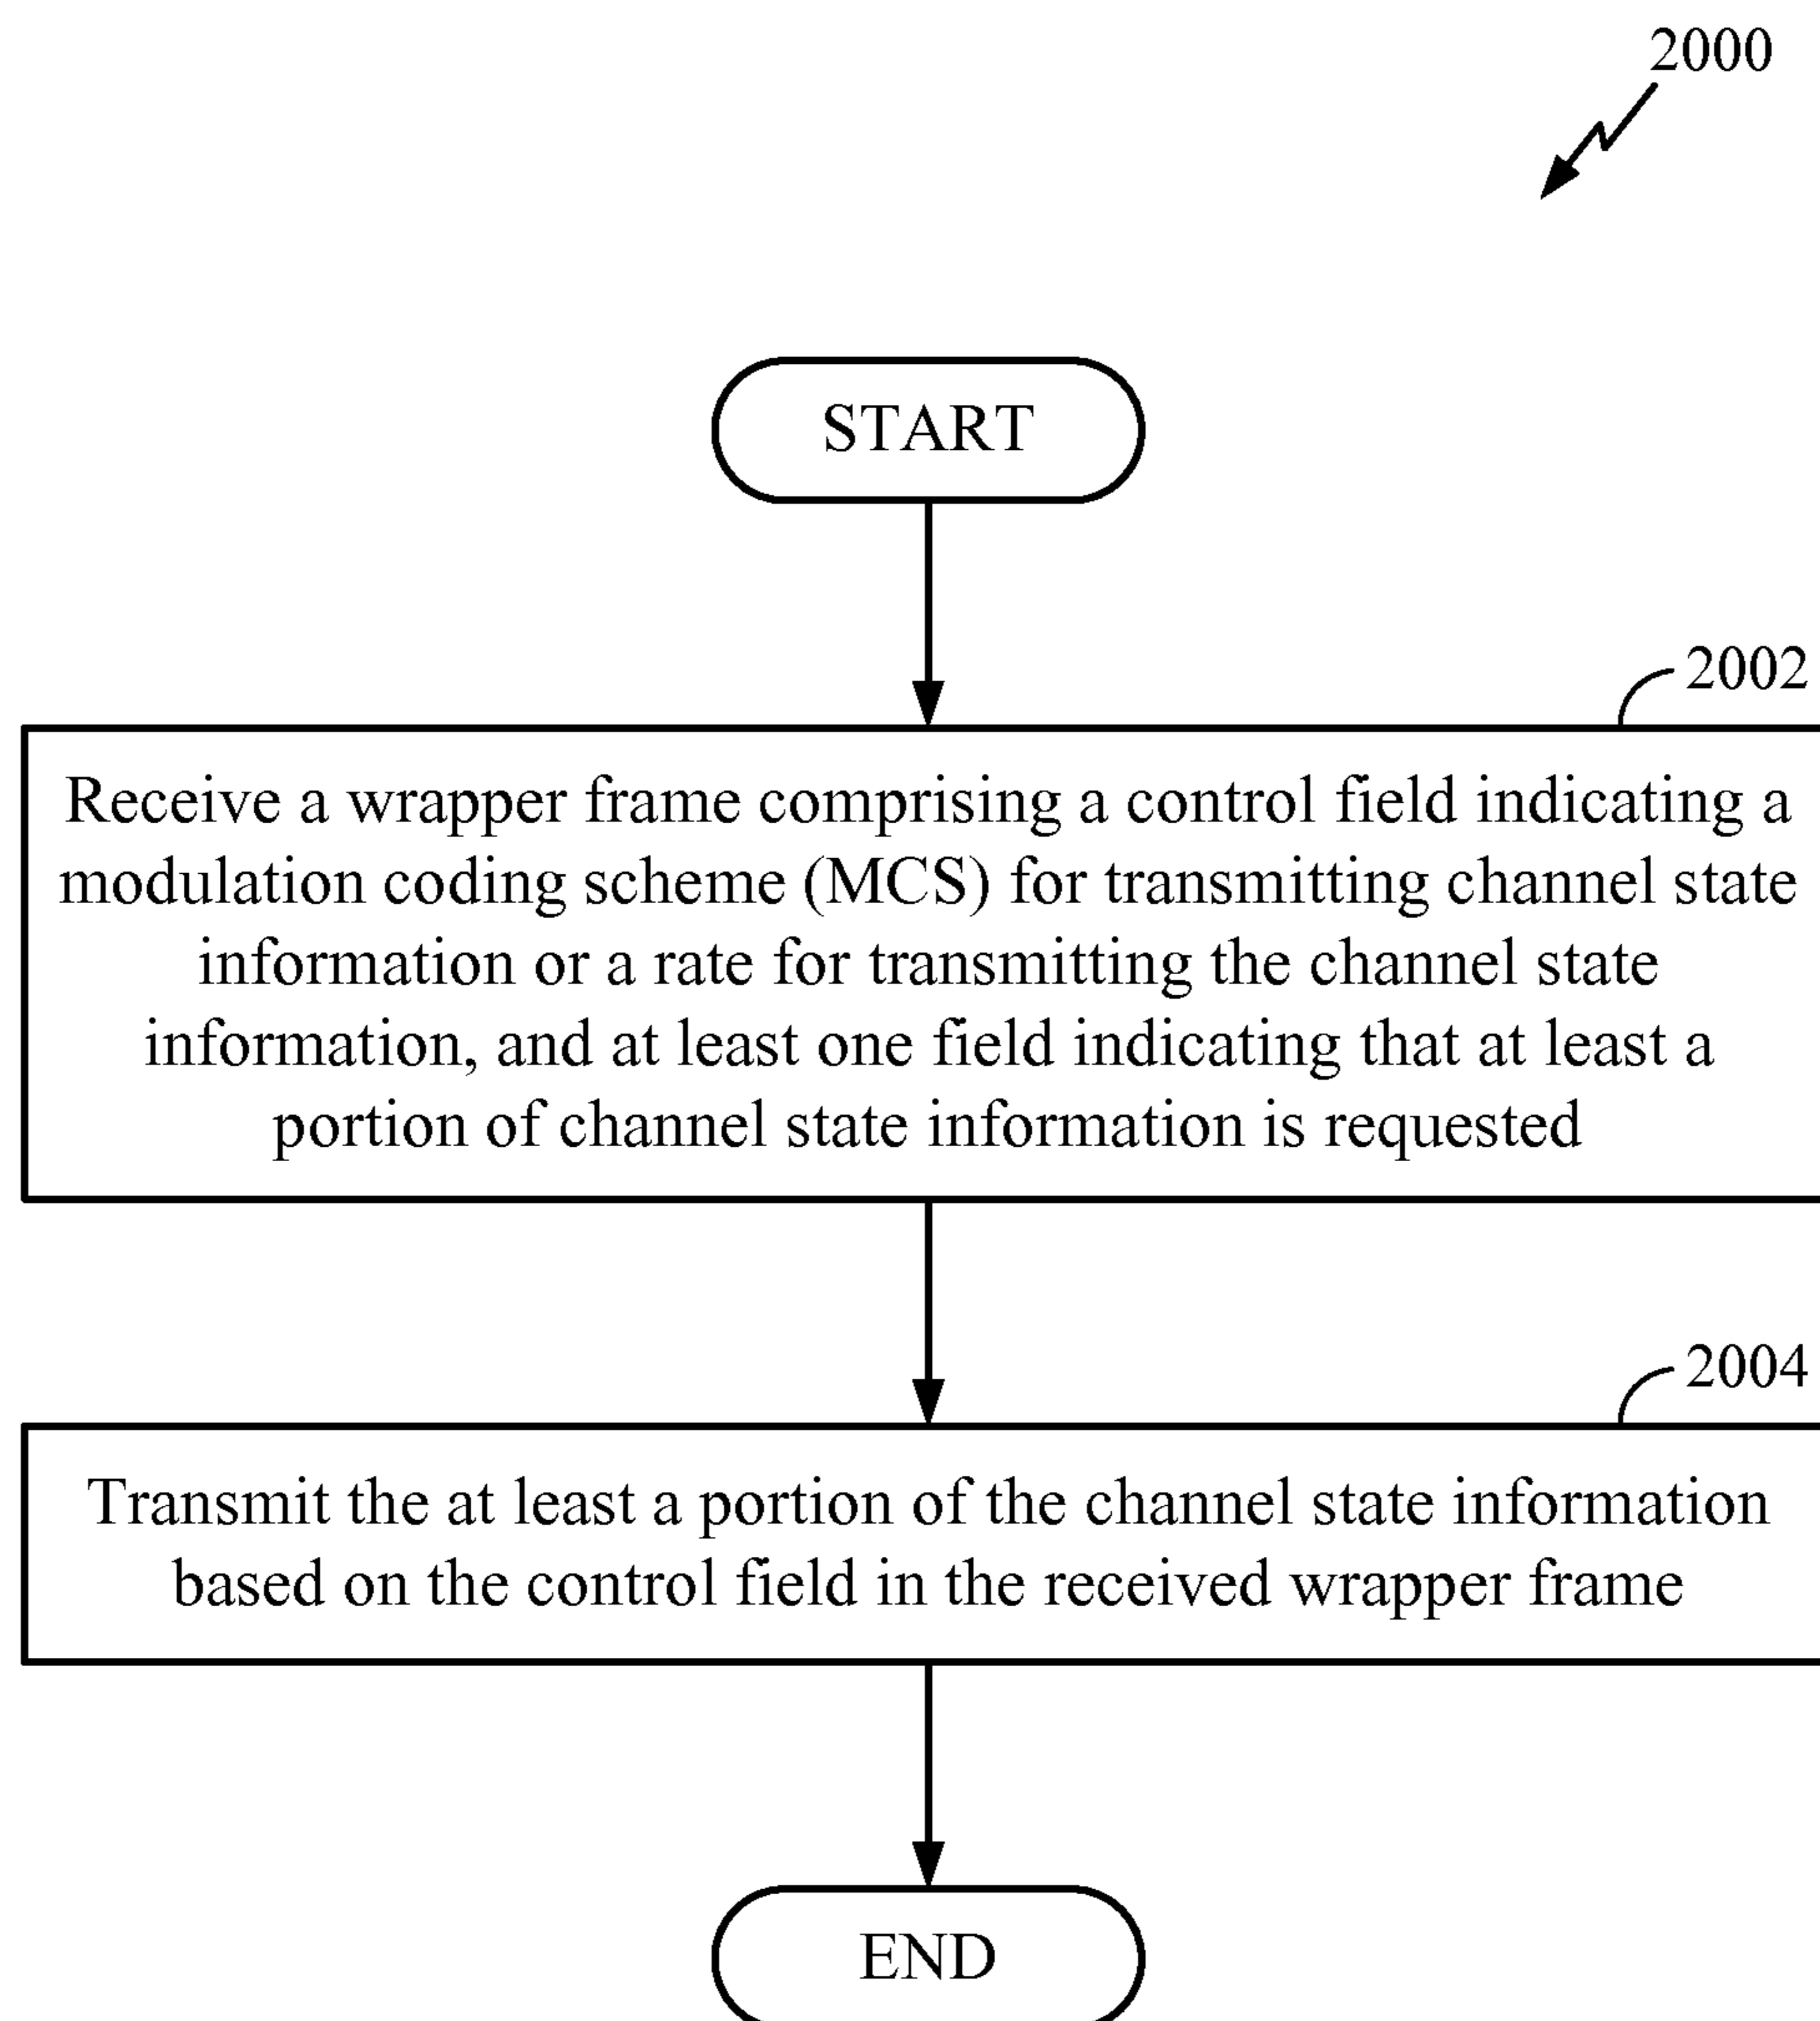 2000
START
2002
Receive a wrapper frame comprising a control field indicating a
modulation coding scheme (MCS) for transmitting channel state
information or a rate for transmitting the channel state
information, and at least one field indicating that at least a
portion of channel state information is requested
2004
Transmit the at least a portion of the channel state information
based on the control field in the received wrapper frame
END